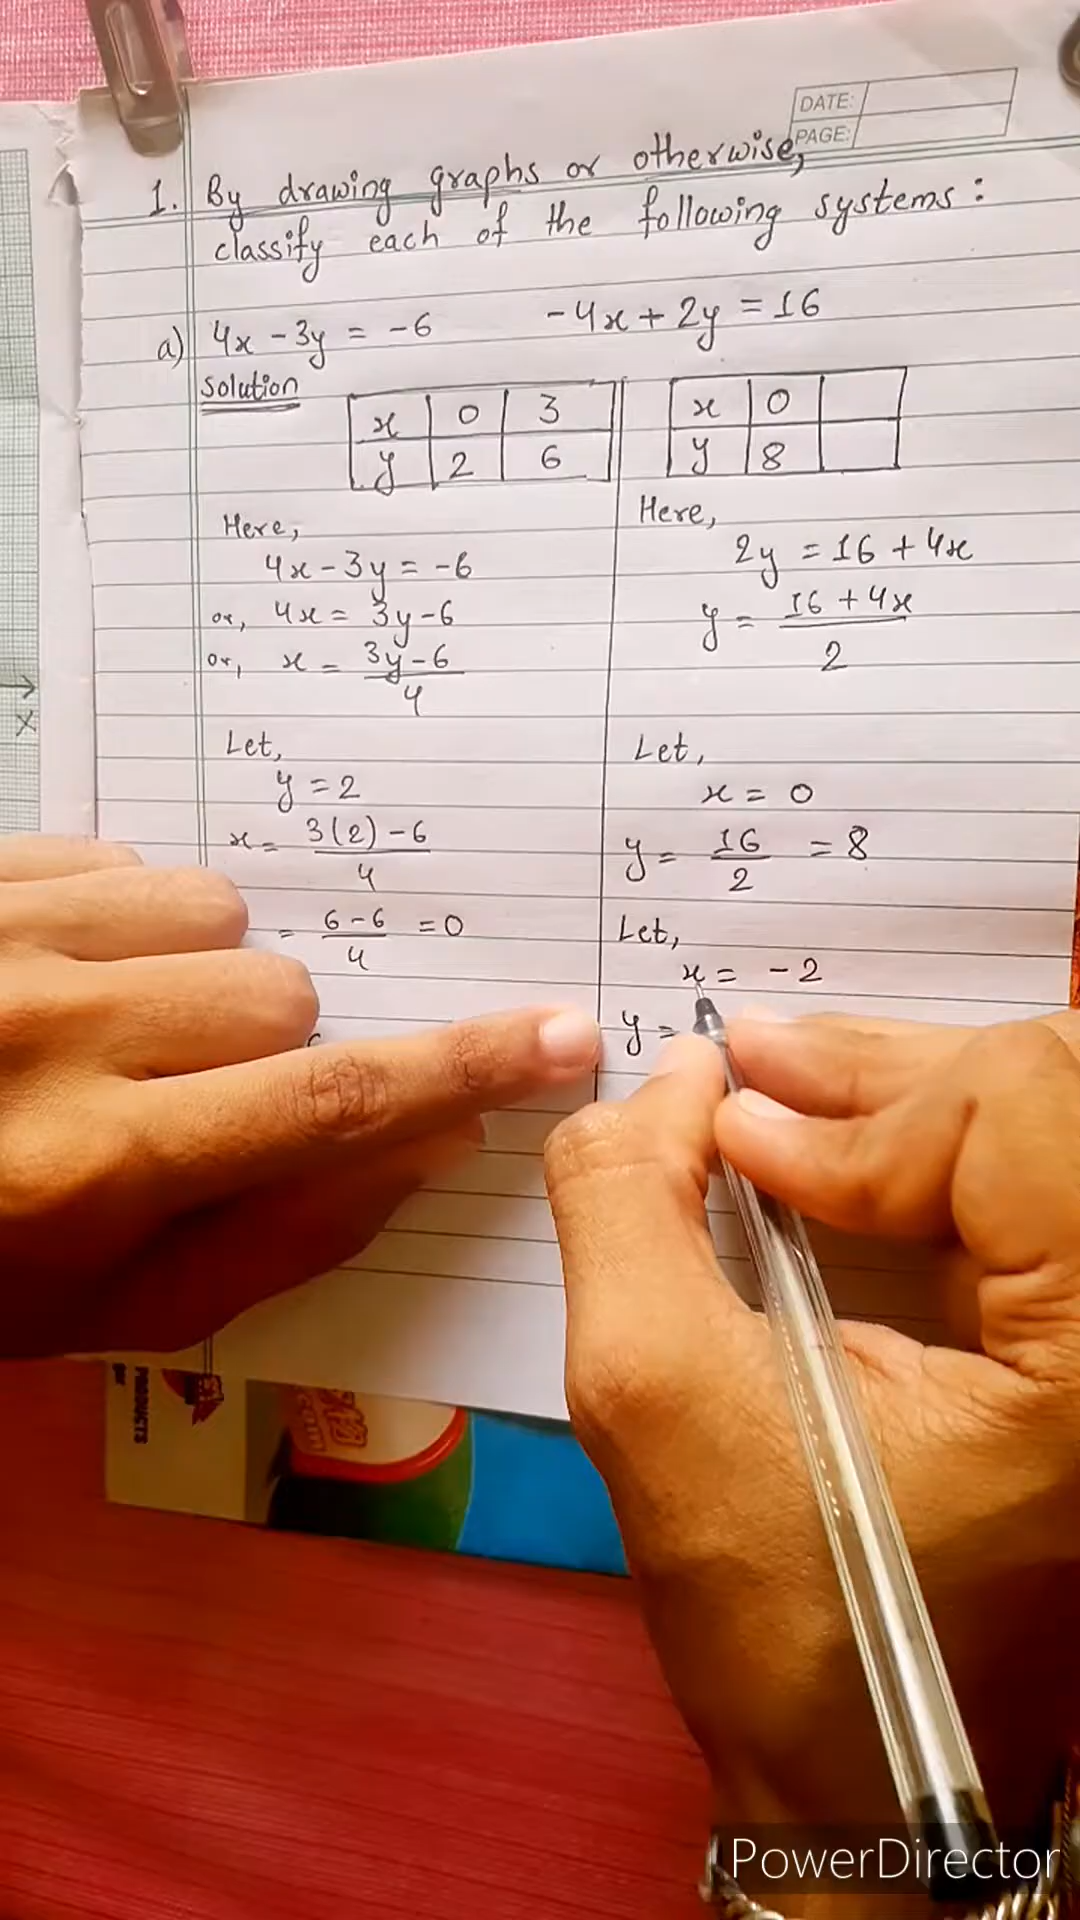 DATE:
PAGE:
1. By drawing graphs or otherwise,
classify each of the following systems:
a) 4x - 3y = -6 -4x + 2y = 16
Solution
x 0 3
y 2 6
x 0
y 8
Here,
4x - 3y = -6
or, 4x = 3y - 6
or, x = 3y - 6
4
Let,
y = 2
x = 3(2) - 6
4
= 6 - 6 = 0
4
Here,
2y = 16 + 4x
y = 16 + 4x
2
Let,
x = 0
y = 16 = 8
2
Let,
x = -2
y =
X
PRODUCTS
PowerDirector